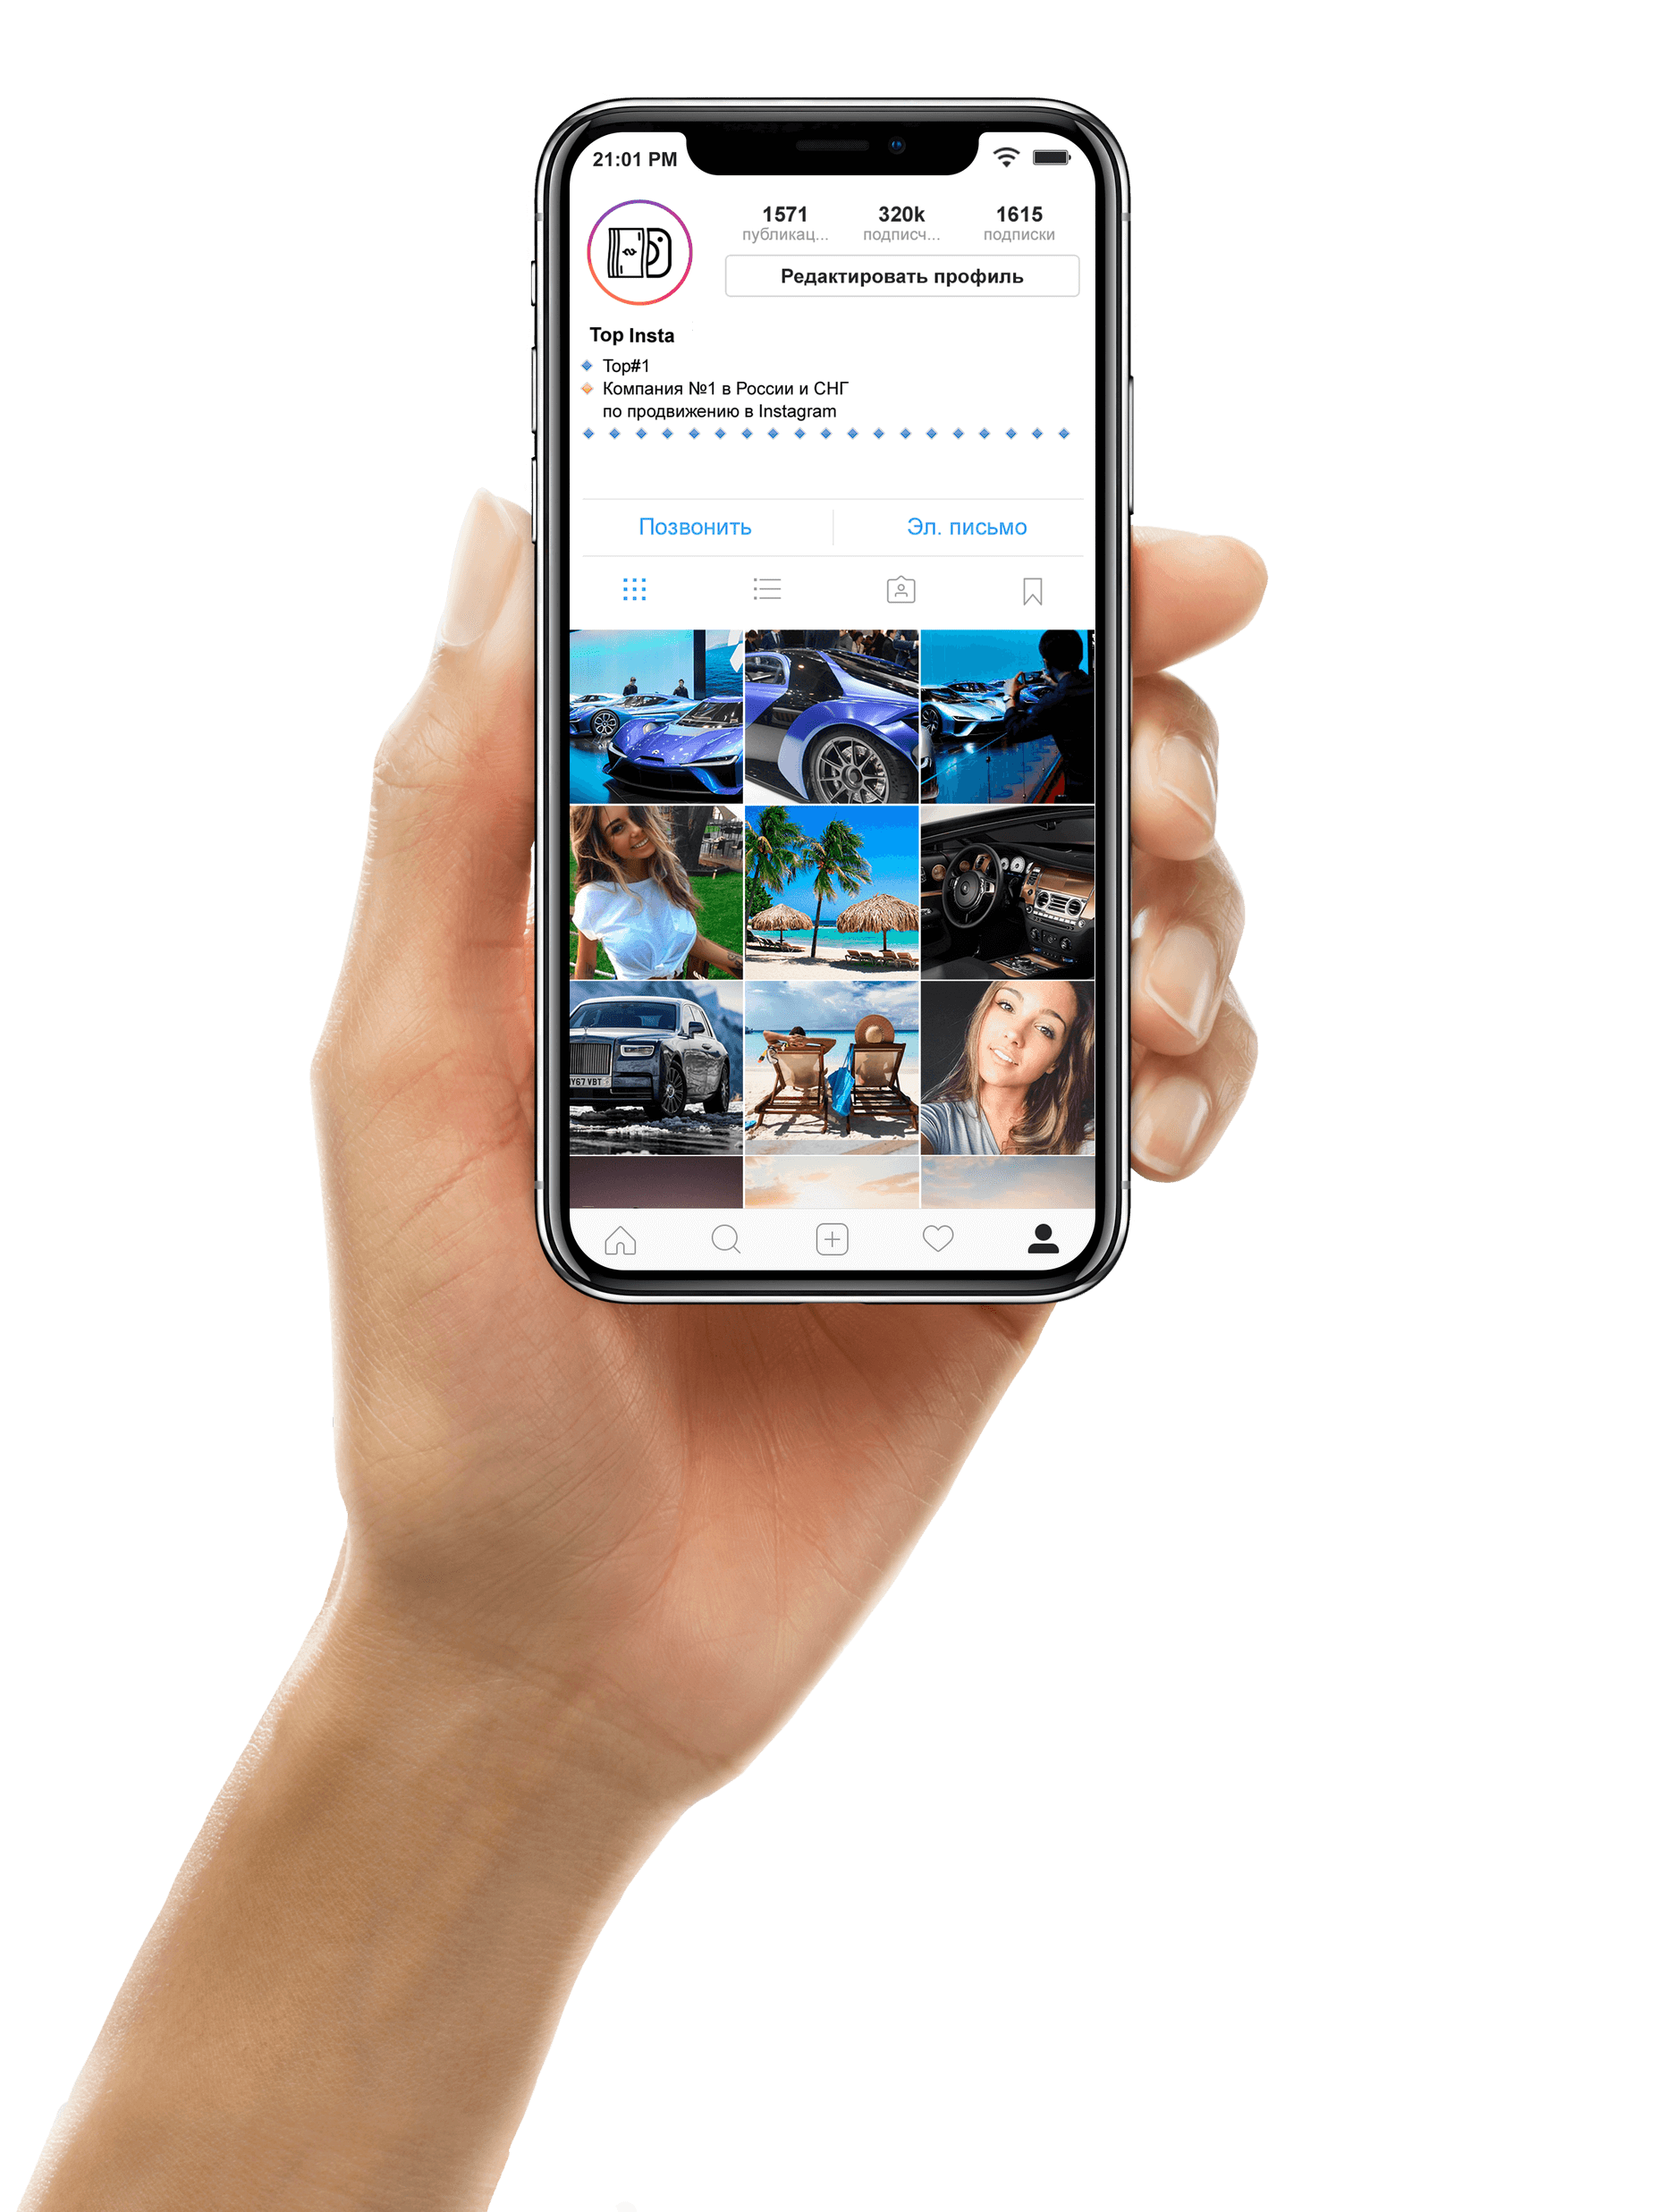 21:01 PM
1571 320k 1615
публикац... подписч... подписки
Редактировать профиль
Top Insta
Top#1
Компания №1 в России и СНГ
по продвижению в Instagram
Позвонить Эл. письмо
Y67 VBT